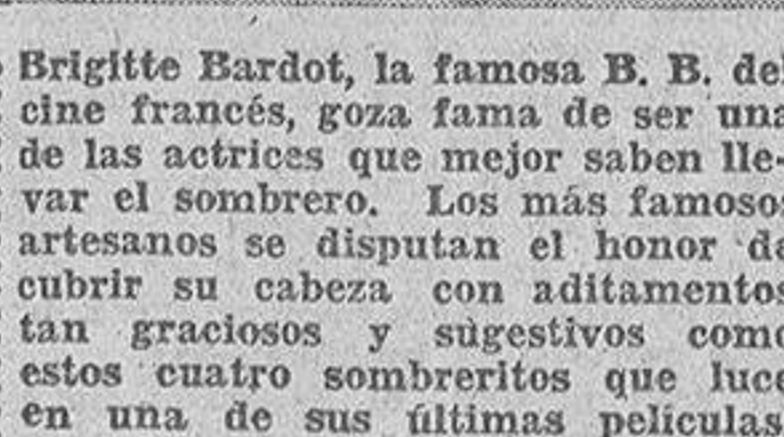 Brigitte Bardot, la famosa B. B. del
cine francés, goza fama de ser una
de las actrices que mejor saben lle-
var el sombrero. Los más famosos
artesanos se disputan el honor de
cubrir su cabeza con aditamentos
tan graciosos y sugestivos como
estos cuatro sombreritos que luce
en una de sus últimas películas